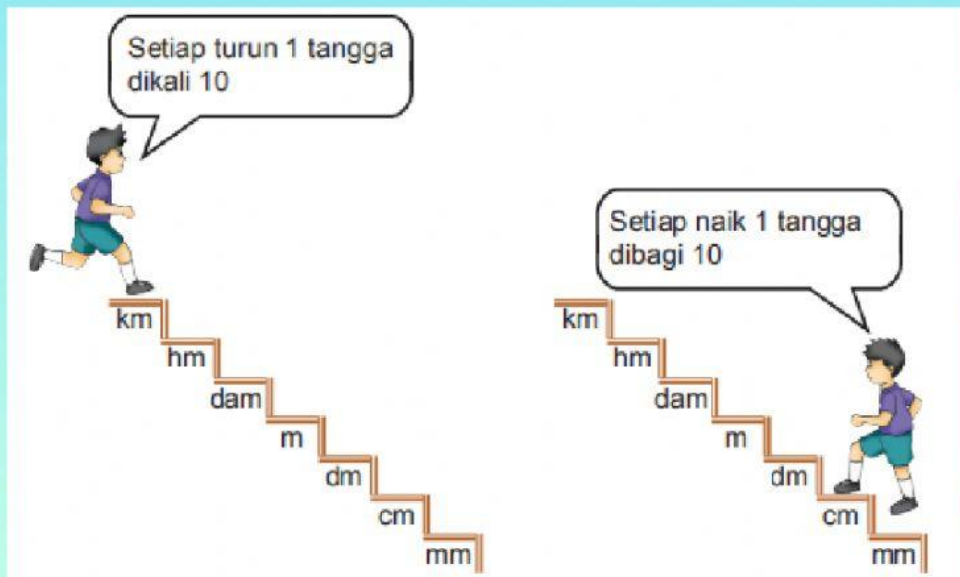 Setiap turun 1 tangga
dikali 10
km
hm
dam
m
dm
cm
mm
Setiap naik 1 tangga
dibagi 10
km
hm
dam
m
dm
cm
mm